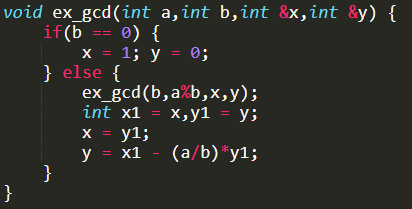 void ex_gcd(int a,int b,int &x,int &y) {
if(b == 0) {
x = 1; y = 0;
} else {
ex_gcd(b,a%b,x,y);
int x1 = x,y1 = y;
x = y1;
y = x1 - (a/b)*y1;
}
}